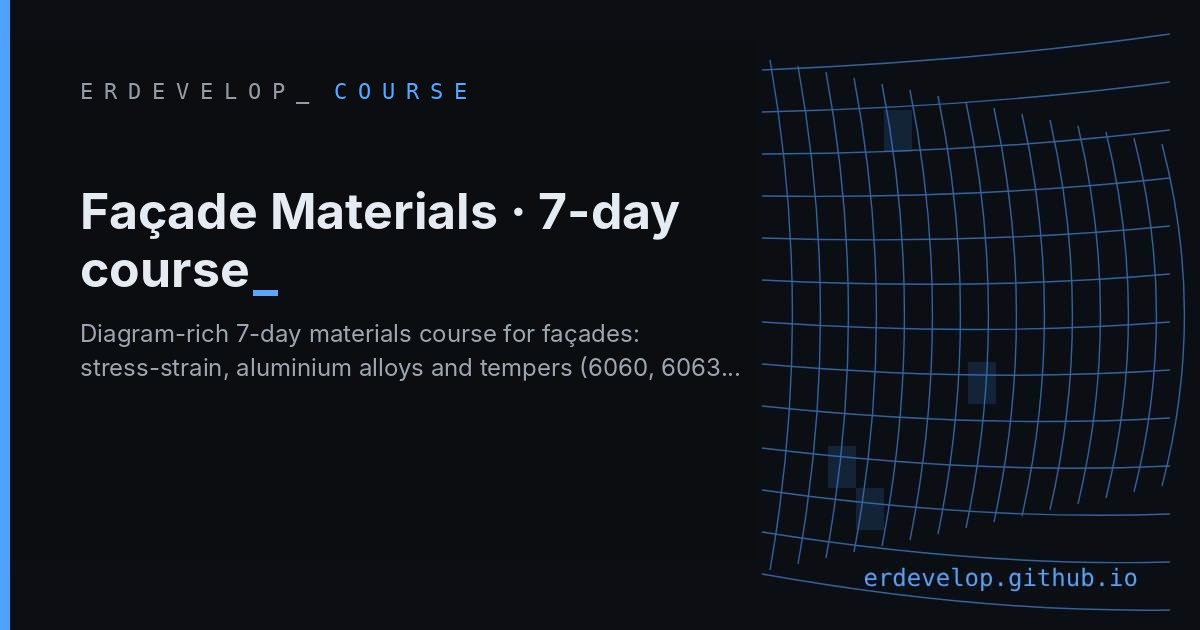 ERDEVELOP_ COURSE
Façade Materials · 7-day
course_
Diagram-rich 7-day materials course for façades:
stress-strain, aluminium alloys and tempers (6060, 6063…
erdevelop.github.io